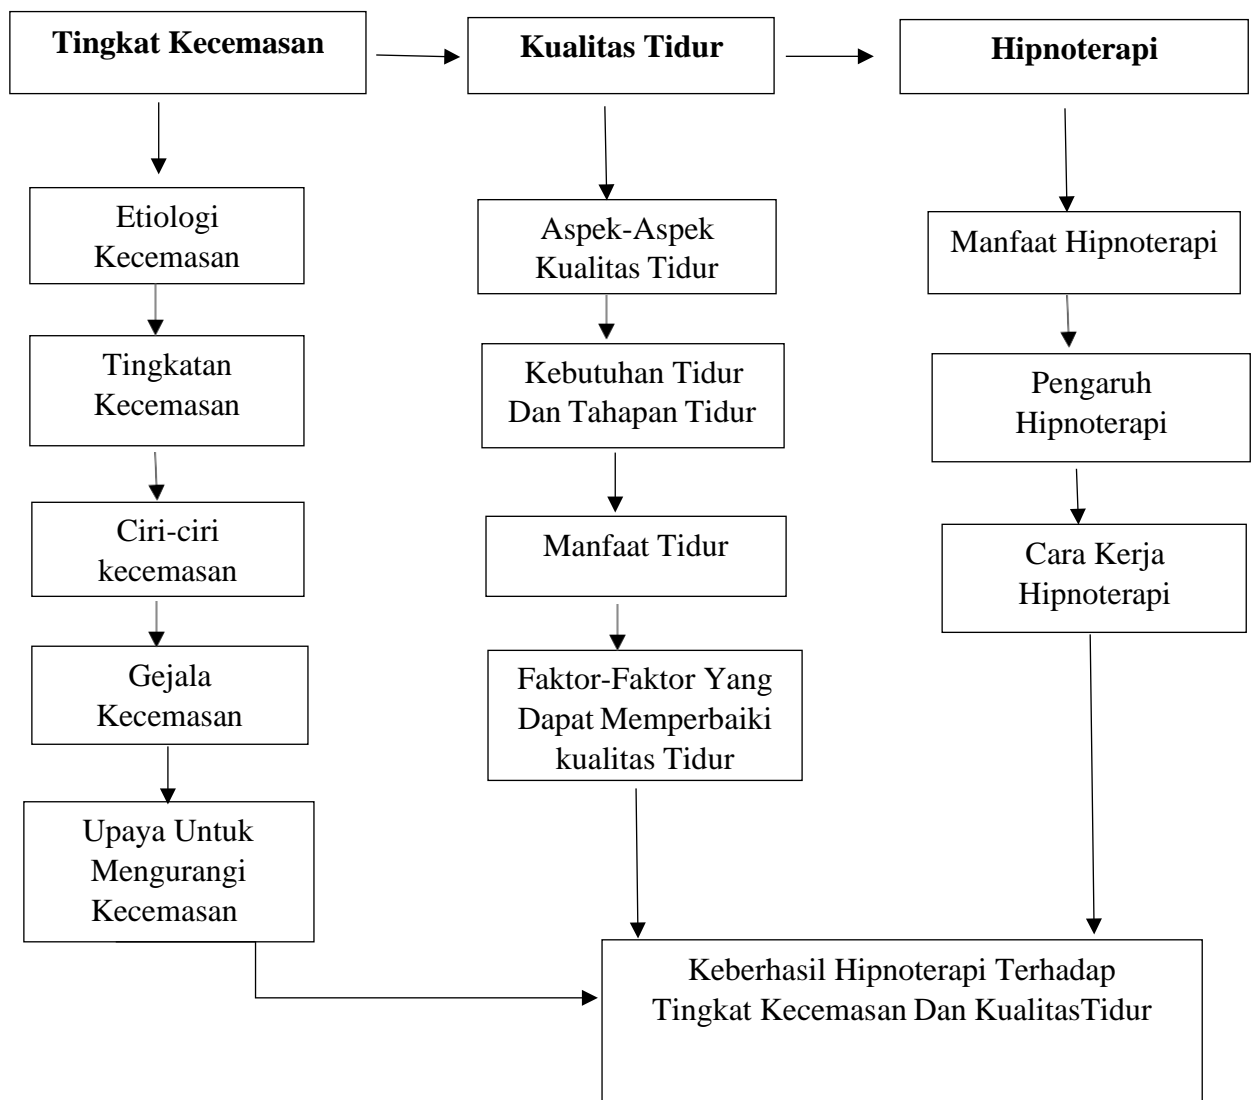 Tingkat Kecemasan
Kualitas Tidur
Hipnoterapi
Etiologi
Kecemasan
Tingkatan
Kecemasan
Ciri-ciri
kecemasan
Gejala
Kecemasan
Upaya Untuk
Mengurangi
Kecemasan
Aspek-Aspek
Kualitas Tidur
Kebutuhan Tidur
Dan Tahapan Tidur
Manfaat Tidur
Faktor-Faktor Yang
Dapat Memperbaiki
kualitas Tidur
Manfaat Hipnoterapi
Pengaruh
Hipnoterapi
Cara Kerja
Hipnoterapi
Keberhasil Hipnoterapi Terhadap
Tingkat Kecemasan Dan KualitasTidur